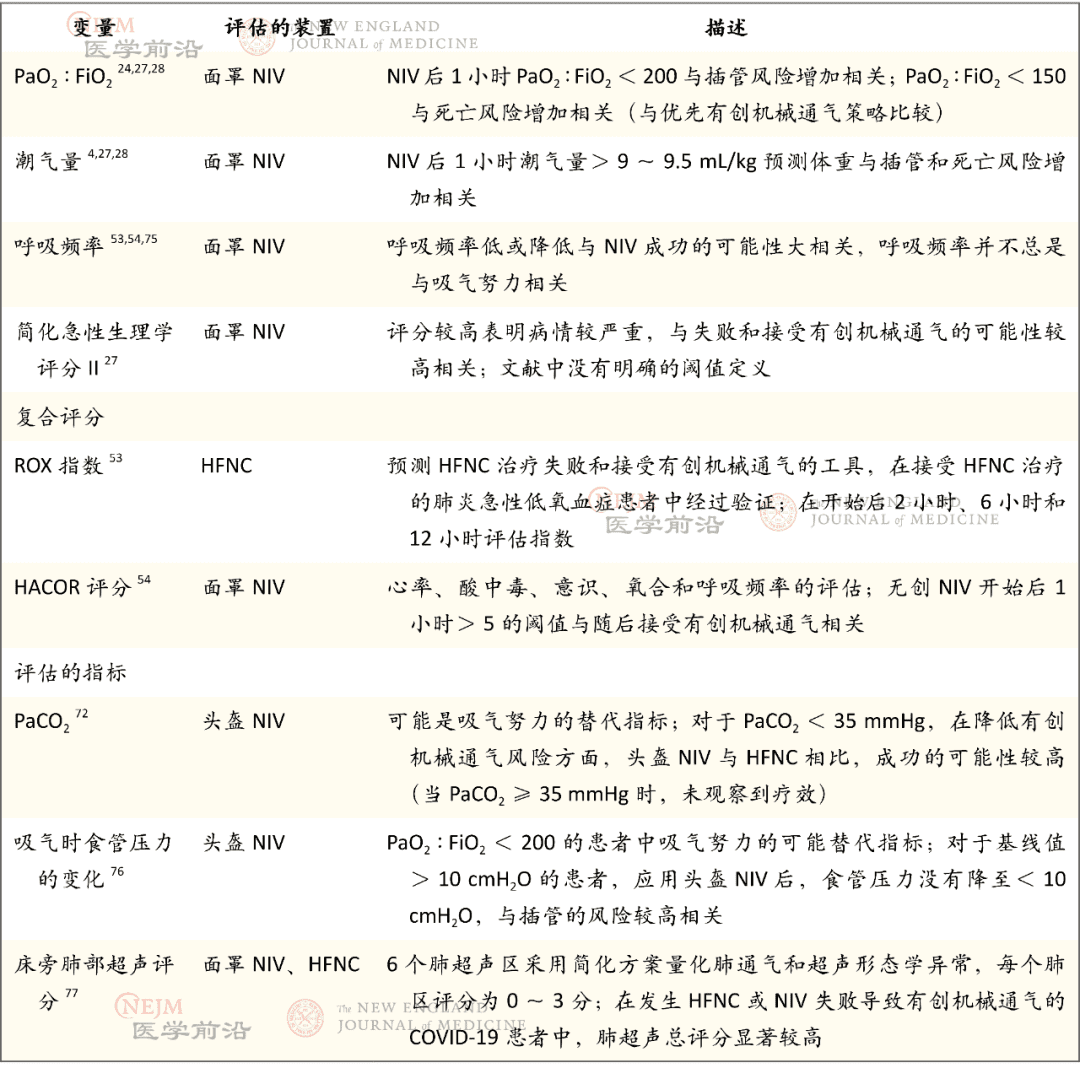 变量 评估的装置 描述
NEJM
医学前沿
The NEW ENGLAND
JOURNAL of MEDICINE
PaO₂:FiO₂ 24,27,28 面罩 NIV NIV 后 1 小时 PaO₂:FiO₂ < 200 与插管风险增加相关;PaO₂:FiO₂ < 150
与死亡风险增加相关(与优先有创机械通气策略比较)
潮气量 4,27,28 面罩 NIV NIV 后 1 小时潮气量> 9 ~ 9.5 mL/kg 预测体重与插管和死亡风险增
加相关
呼吸频率 53,54,75 面罩 NIV 呼吸频率低或降低与 NIV 成功的可能性大相关,呼吸频率并不总是
与吸气努力相关
简化急性生理学 面罩 NIV 评分较高表明病情较严重,与失败和接受有创机械通气的可能性较
评分 II 27 高相关;文献中没有明确的阈值定义
复合评分
ROX 指数 53 HFNC 预测 HFNC 治疗失败和接受有创机械通气的工具,在接受 HFNC 治疗
的肺炎急性低氧血症患者中经过验证;在开始后 2 小时、6 小时和
12 小时评估指数
NEJM
医学前沿
The NEW ENGLAND
JOURNAL of MEDICINE
HACOR 评分 54 面罩 NIV 心率、酸中毒、意识、氧合和呼吸频率的评估;无创 NIV 开始后 1
小时> 5 的阈值与随后接受有创机械通气相关
评估的指标
PaCO₂ 72 头盔 NIV 可能是吸气努力的替代指标;对于 PaCO₂ < 35 mmHg,在降低有创
机械通气风险方面,头盔 NIV 与 HFNC 相比,成功的可能性较高
(当 PaCO₂ ⩾ 35 mmHg 时,未观察到疗效)
吸气时食管压力 头盔 NIV PaO₂:FiO₂ < 200 的患者中吸气努力的可能替代指标;对于基线值
的变化 76 > 10 cmH₂O 的患者,应用头盔 NIV 后,食管压力没有降至< 10
cmH₂O,与插管的风险较高相关
床旁肺部超声评 面罩 NIV、HFNC 6 个肺超声区采用简化方案量化肺通气和超声形态学异常,每个肺
分 77 区评分为 0 ~ 3 分;在发生 HFNC 或 NIV 失败导致有创机械通气的
COVID-19 患者中,肺超声总评分显著较高
NEJM
医学前沿
The NEW ENGLAND
JOURNAL of MEDICINE